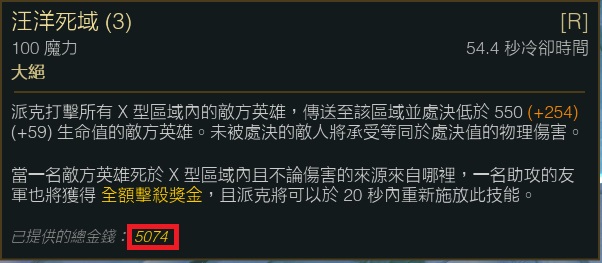 汪洋死域 (3)
[R]
100 魔力
54.4 秒冷卻時間
大絕
派克打擊所有 X 型區域內的敵方英雄，傳送至該區域並處決低於 550 (+254)
(+59) 生命值的敵方英雄。未被處決的敵人將承受等同於處決值的物理傷害。
當一名敵方英雄死於 X 型區域內且不論傷害的來源來自哪裡，一名助攻的友
軍也將獲得 全額擊殺獎金，且派克將可以於 20 秒內重新施放此技能。
已提供的總金錢：5074